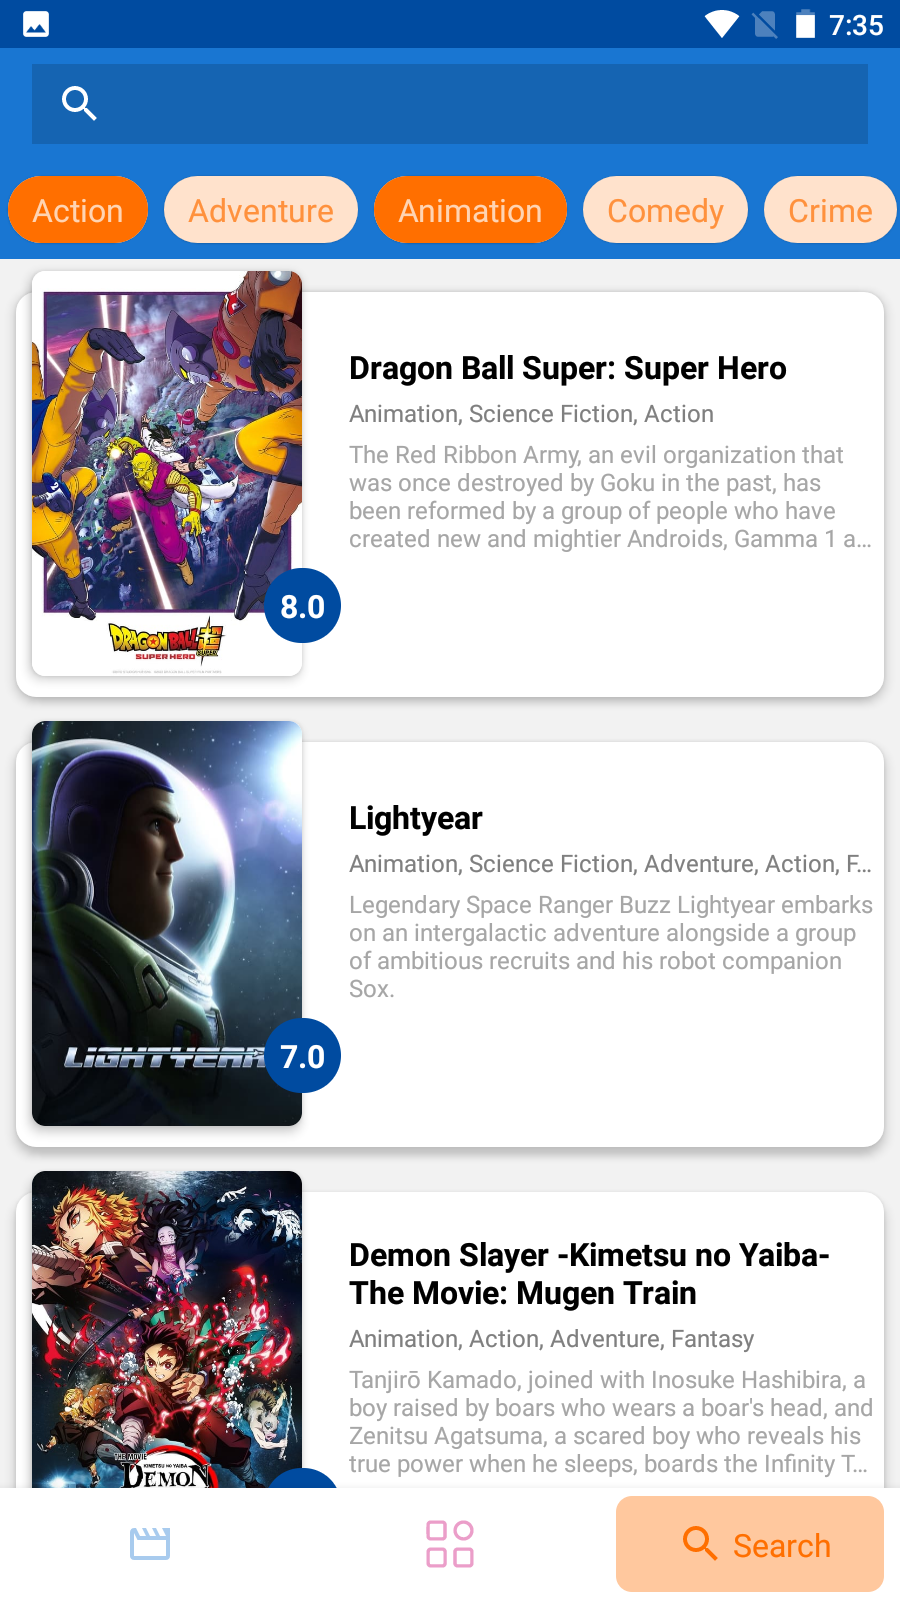 7:35
Action
Adventure
Animation
Comedy
Crime
DRAGON BALL
SUPER
SUPER HERO
8.0
Dragon Ball Super: Super Hero
Animation, Science Fiction, Action
The Red Ribbon Army, an evil organization that
was once destroyed by Goku in the past, has
been reformed by a group of people who have
created new and mightier Androids, Gamma 1 a...
LIGHTYEAR
7.0
Lightyear
Animation, Science Fiction, Adventure, Action, F...
Legendary Space Ranger Buzz Lightyear embarks
on an intergalactic adventure alongside a group
of ambitious recruits and his robot companion
Sox.
THE MOVIE
KIMETSU NO YAIBA
DEMON
Demon Slayer -Kimetsu no Yaiba-
The Movie: Mugen Train
Animation, Action, Adventure, Fantasy
Tanjirō Kamado, joined with Inosuke Hashibira, a
boy raised by boars who wears a boar's head, and
Zenitsu Agatsuma, a scared boy who reveals his
true power when he sleeps, boards the Infinity T...
Search